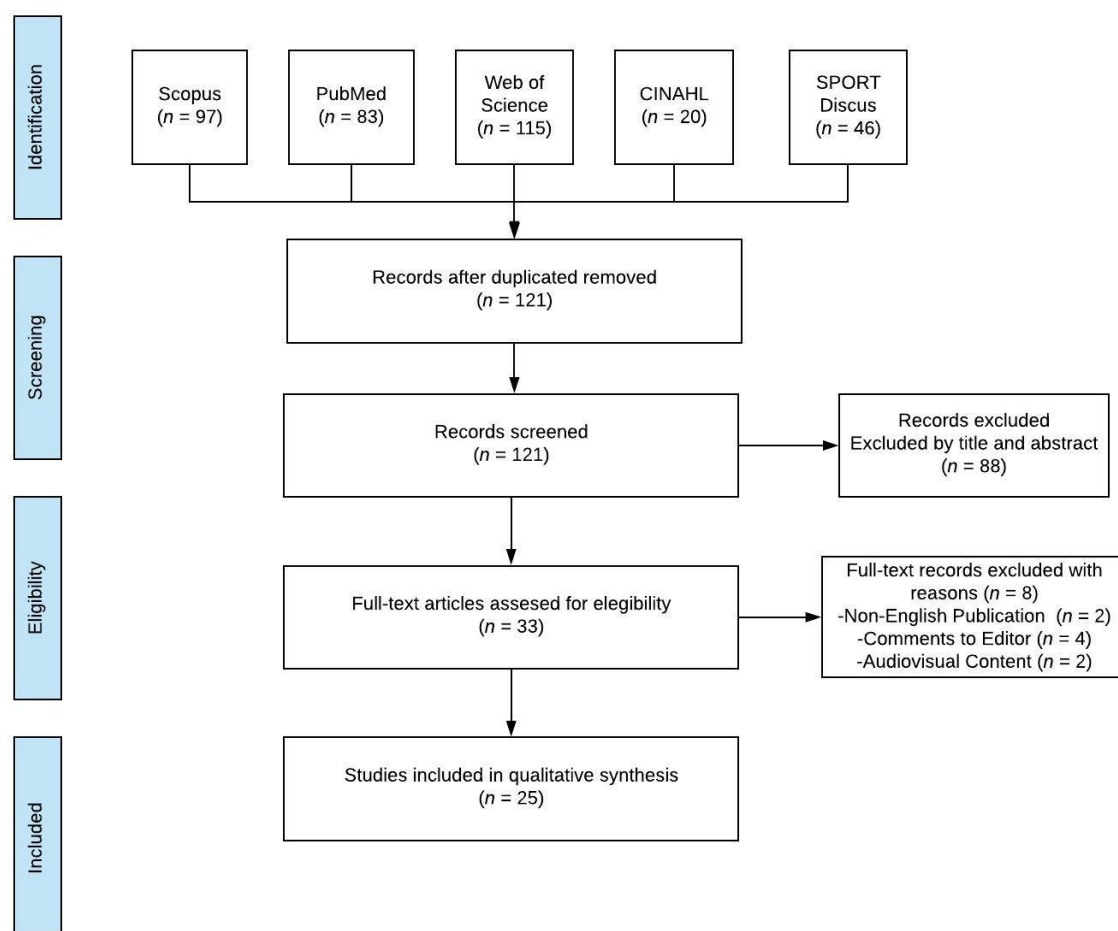 Identification
Scopus
(n = 97)
PubMed
(n = 83)
Web of
Science
(n = 115)
CINAHL
(n = 20)
SPORT
Discus
(n = 46)
Screening
Records after duplicated removed
(n = 121)
Records screened
(n = 121)
Records excluded
Excluded by title and abstract
(n = 88)
Eligibility
Full-text articles assesed for elegibility
(n = 33)
Full-text records excluded with
reasons (n = 8)
-Non-English Publication (n = 2)
-Comments to Editor (n = 4)
-Audiovisual Content (n = 2)
Included
Studies included in qualitative synthesis
(n = 25)